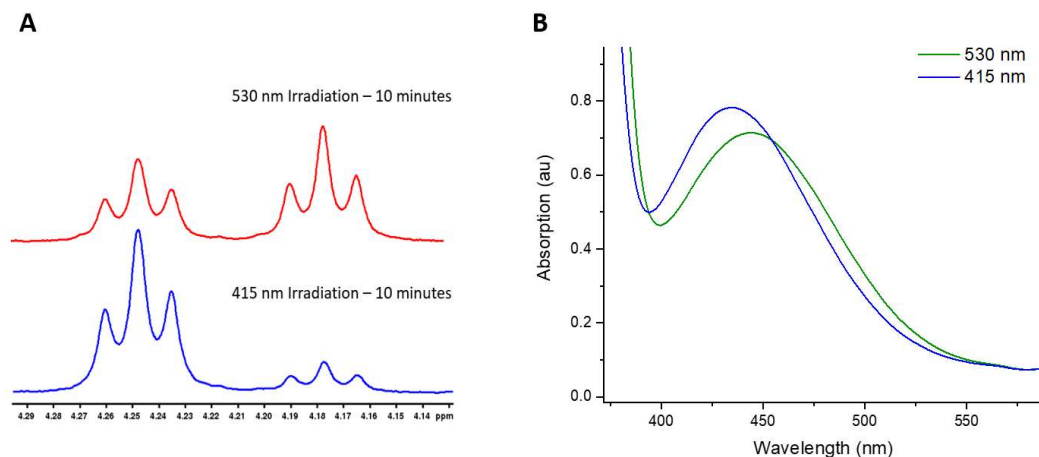 A
530 nm Irradiation – 10 minutes
415 nm Irradiation – 10 minutes
4.29 4.28 4.27 4.26 4.25 4.24 4.23 4.22 4.21 4.20 4.19 4.18 4.17 4.16 4.15 4.14 ppm
B
530 nm
415 nm
Absorption (au)
0.8
0.6
0.4
0.2
0.0
400 450 500 550
Wavelength (nm)